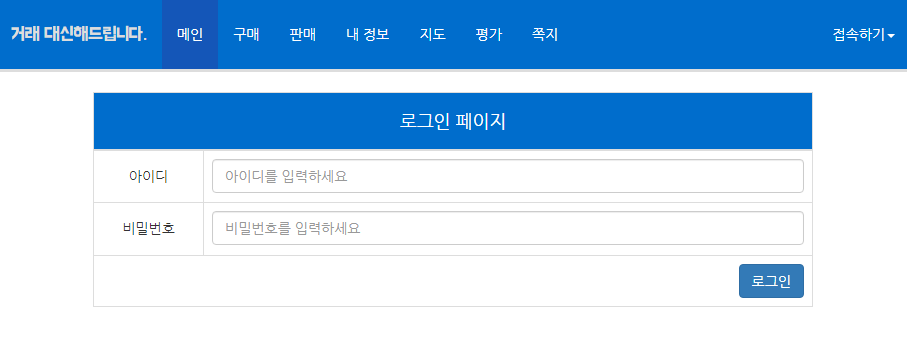 거래 대신해드립니다. 메인 구매 판매 내 정보 지도 평가 쪽지 접속하기
로그인 페이지
아이디 아이디를 입력하세요
비밀번호 비밀번호를 입력하세요
로그인